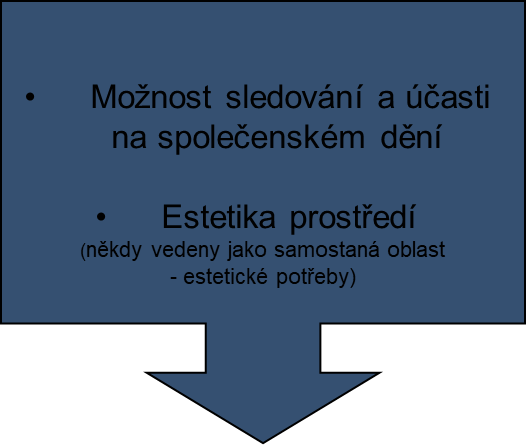 • Možnost sledování a účasti
na společenském dění
• Estetika prostředí
(někdy vedeny jako samostaná oblast
- estetické potřeby)